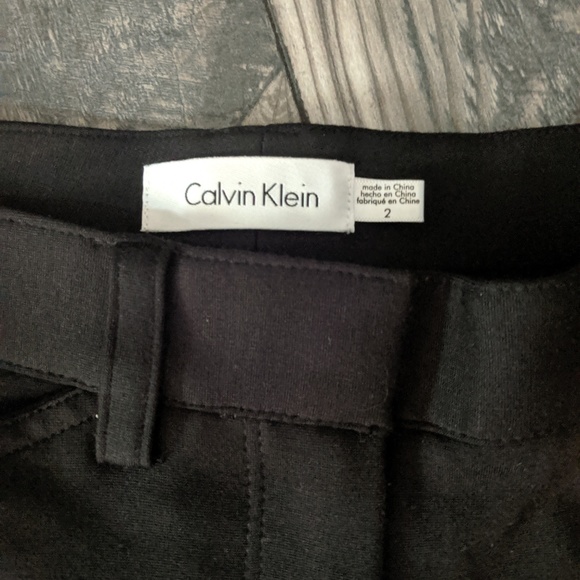 Calvin Klein
made in China
hecho en China
fabriqué en Chine
2